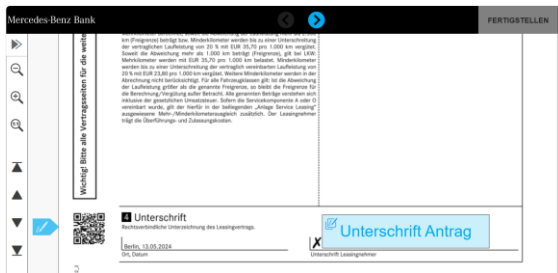 Mercedes-Benz Bank
FERTIGSTELLEN
Wichtig! Bitte alle Vertragsseiten für die weite
km (Freigrenze) beträgt bzw. Minderkilometer werden bis zu einer Unterschreitung
der vertraglichen Laufleistung von 20 % mit EUR 35,70 pro 1.000 km vergütet.
Soweit die Abweichung mehr als 1.000 km (Freigrenze) beträgt, gilt bei LKW:
Mehrkilometer werden mit EUR 35,70 pro 1.000 km belastet. Minderkilometer
werden bis zu einer Unterschreitung der vertraglich vereinbarten Laufleistung von
20 % mit EUR 23,80 pro 1.000 km vergütet. Weitere Minderkilometer werden in der
Abrechnung nicht berücksichtigt. Für alle Fahrzeugklassen gilt: Ist die Abweichung
der Laufleistung größer als die genannte Freigrenze, so bleibt die Freigrenze für
die Berechnung/Vergütung außer Betracht. Alle genannten Beträge verstehen sich
inklusive der gesetzlichen Umsatzsteuer. Sofern die Servicekomponente A oder O
vereinbart wurde, gilt der hierfür in der beiliegenden „Anlage Service Leasing"
ausgewiesene Mehr-/Minderkilometerausgleich zusätzlich. Der Leasingnehmer
trägt die Überführungs- und Zulassungskosten.
4 Unterschrift
Rechtsverbindliche Unterzeichnung des Leasingvertrags.
Unterschrift Antrag
Berlin, 13.05.2024
X
Ort, Datum
Unterschrift Leasingnehmer